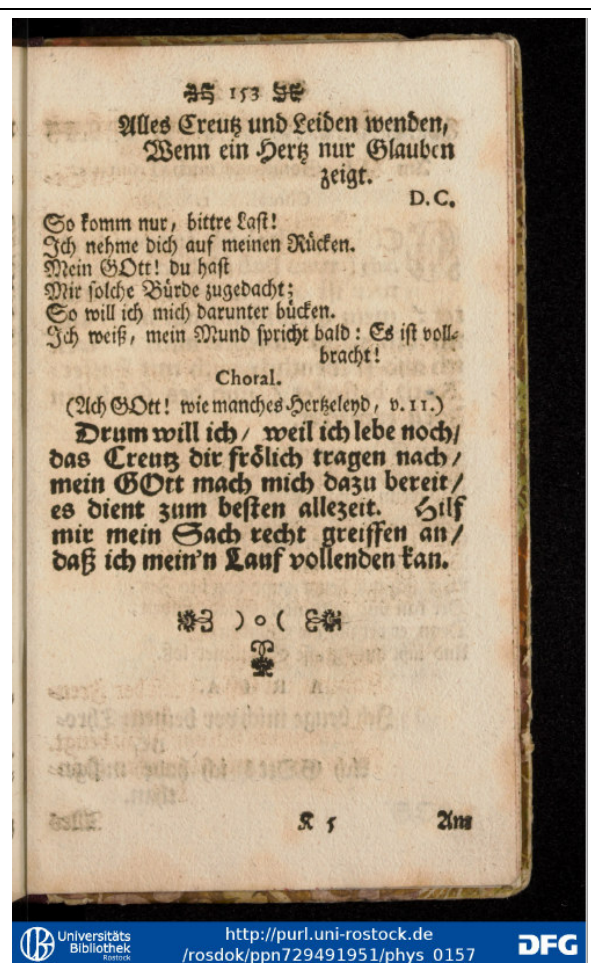 153
Alles Creutz und Leiden wenden,
Wenn ein Hertz nur Glauben
zeigt.
D.C.
So komm nur, bittre Last!
Ich nehme dich auf meinen Rücken.
Mein GOtt! du hast
Mir solche Bürde zugedacht;
So will ich mich darunter bücken.
Ich weiß, mein Mund spricht bald: Es ist voll-
bracht!
Choral.
(Ach GOtt! wie manches Hertzeleyd, v. 11.)
Drum will ich / weil ich lebe noch /
das Creutz dir frölich tragen nach /
mein GOtt mach mich dazu bereit /
es dient zum besten allezeit. Hilf
mir mein Sach recht greiffen an /
daß ich mein'n Lauf vollenden kan.
) o (
K 5 Am
Universitäts
Bibliothek
Rostock
http://purl.uni-rostock.de
/rosdok/ppn729491951/phys_0157
DFG